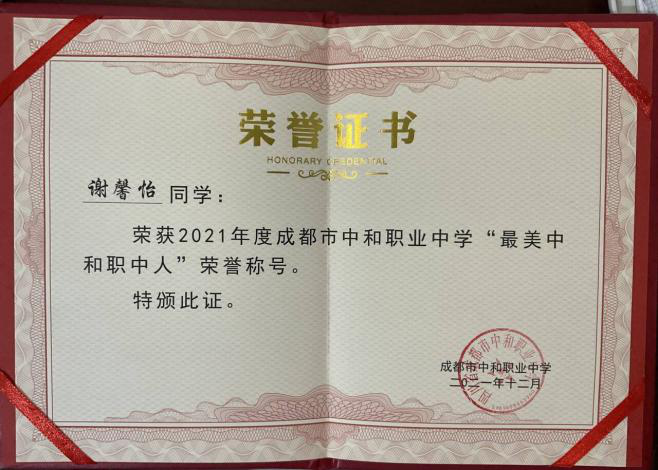 荣誉证书
HONORARY CREDENTIAL
谢馨怡 同学：
荣获2021年度成都市中和职业中学“最美中
和职中人”荣誉称号。
特颁此证。
成都市中和职业中学
二〇二一年十二月